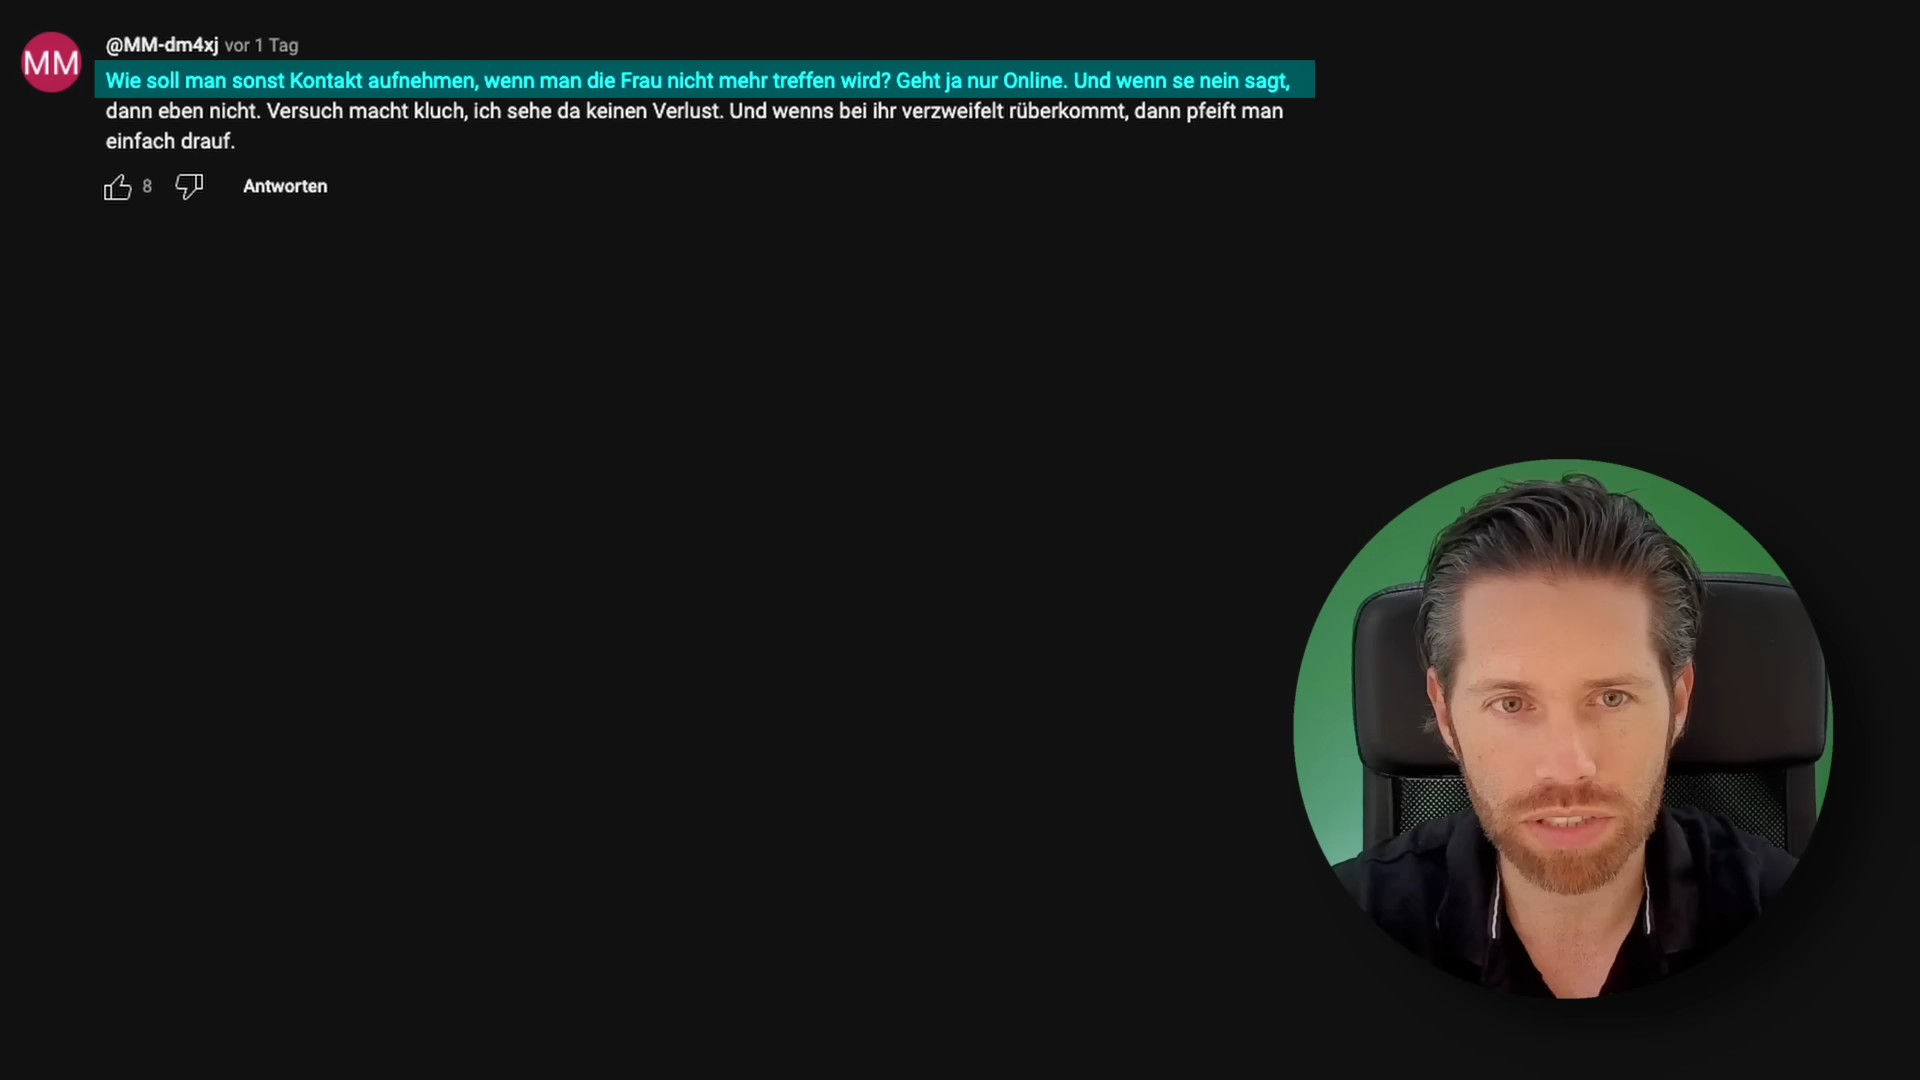 MM
@MM-dm4xj vor 1 Tag
Wie soll man sonst Kontakt aufnehmen, wenn man die Frau nicht mehr treffen wird? Geht ja nur Online. Und wenn se nein sagt,
dann eben nicht. Versuch macht kluch, ich sehe da keinen Verlust. Und wenns bei ihr verzweifelt rüberkommt, dann pfeift man
einfach drauf.
8 Antworten